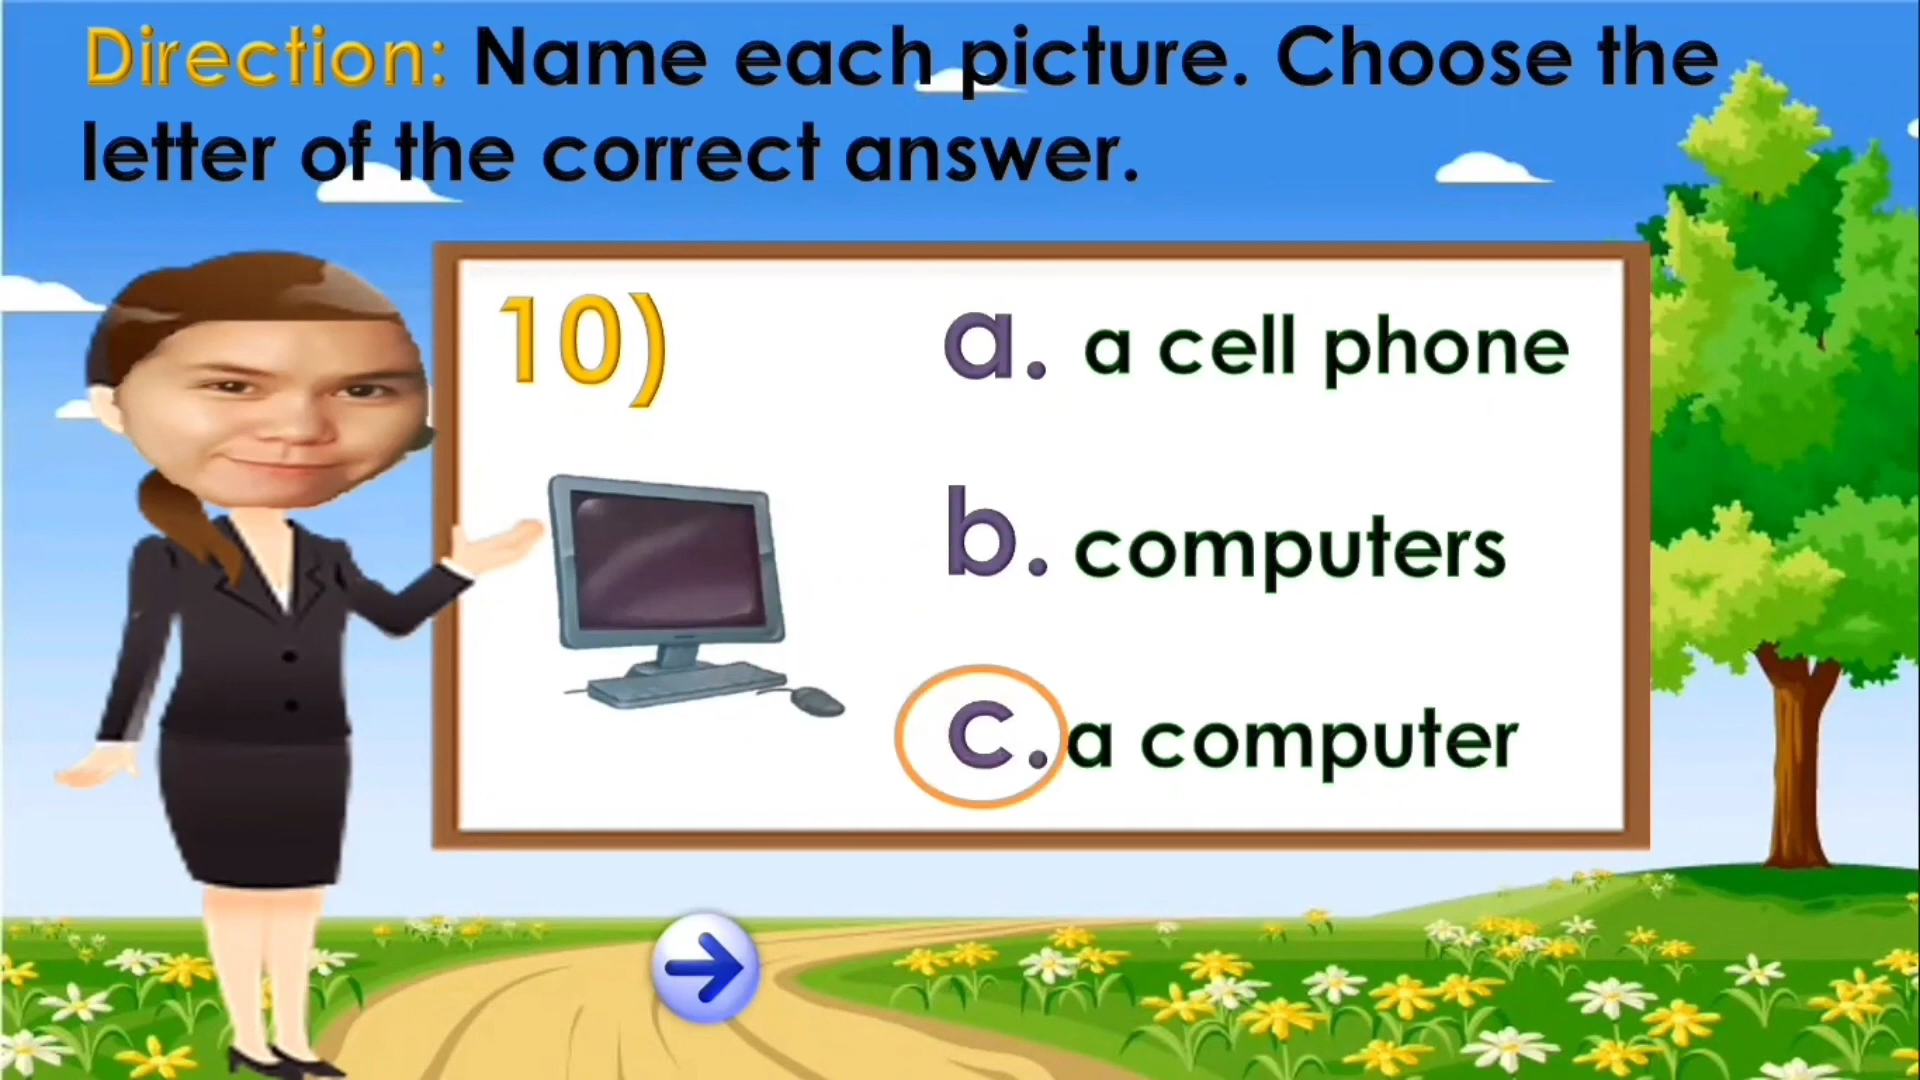 Direction: Name each picture. Choose the
letter of the correct answer.
10)
a. a cell phone
b. computers
c. a computer